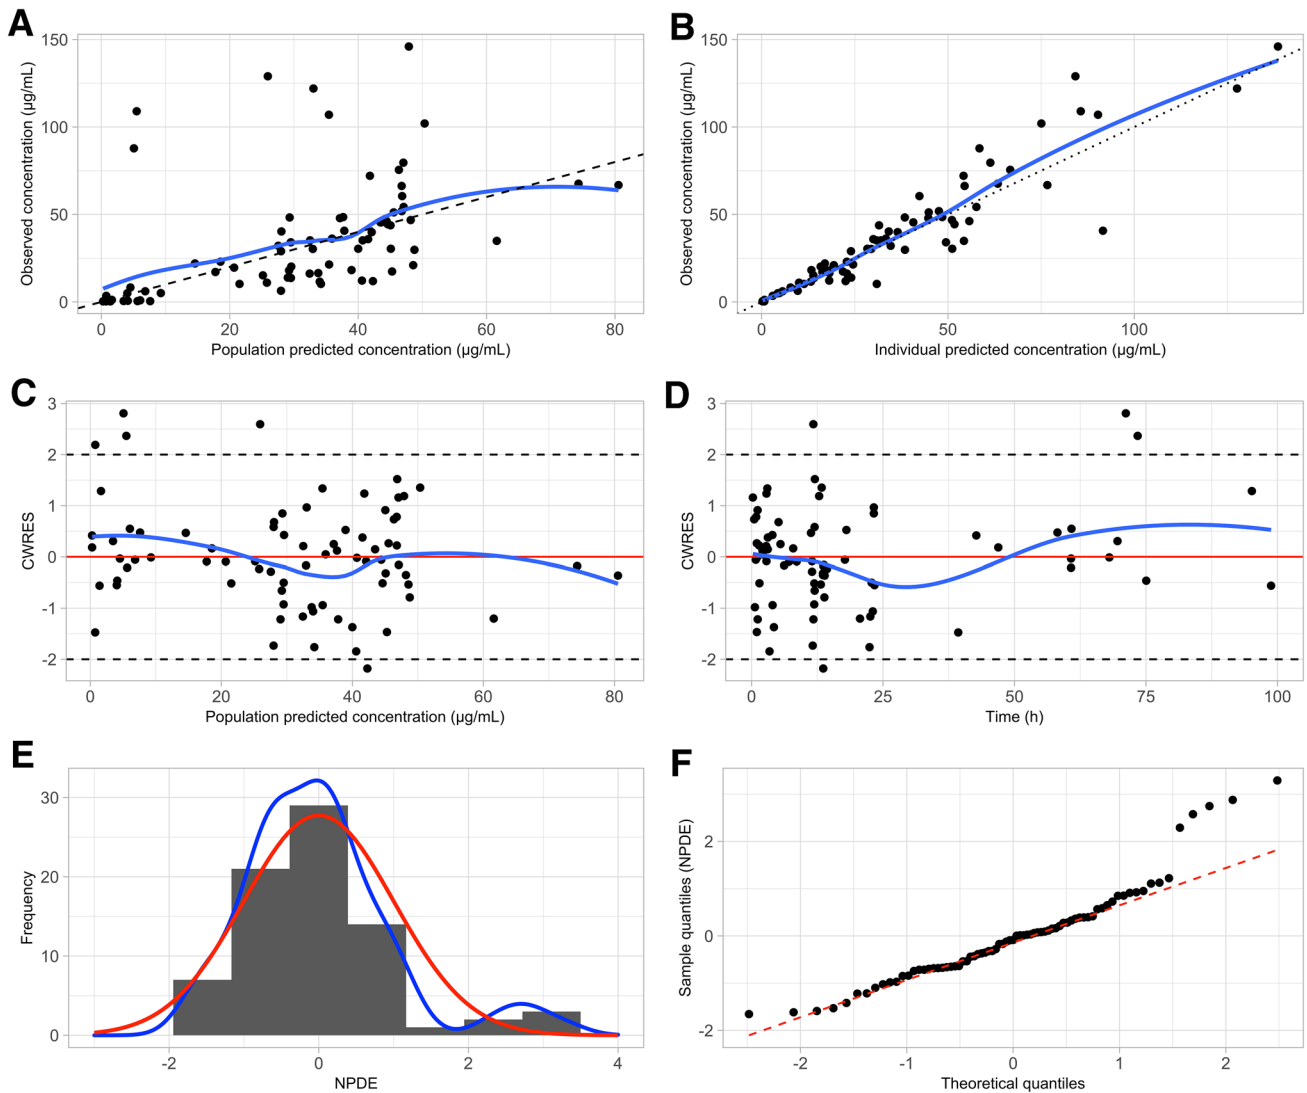 A
150
100
50
0
Observed concentration (µg/mL)
0 20 40 60 80
Population predicted concentration (µg/mL)
B
150
100
50
0
Observed concentration (µg/mL)
0 50 100
Individual predicted concentration (µg/mL)
C
3
2
1
0
-1
-2
CWRES
0 20 40 60 80
Population predicted concentration (µg/mL)
D
3
2
1
0
-1
-2
CWRES
0 25 50 75 100
Time (h)
E
30
20
10
0
Frequency
-2 0 2 4
NPDE
F
2
0
-2
Sample quantiles (NPDE)
-2 -1 0 1 2
Theoretical quantiles